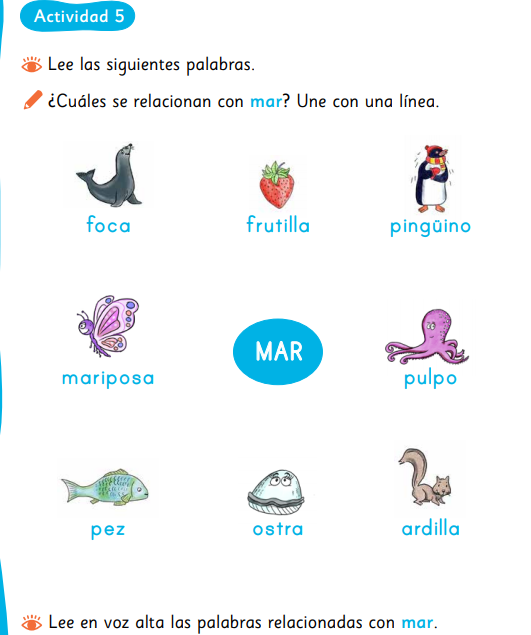 Actividad 5
Lee las siguientes palabras.
¿Cuáles se relacionan con mar? Une con una línea.
foca frutilla pingüino
MAR
mariposa pulpo
pez ostra ardilla
Lee en voz alta las palabras relacionadas con mar.